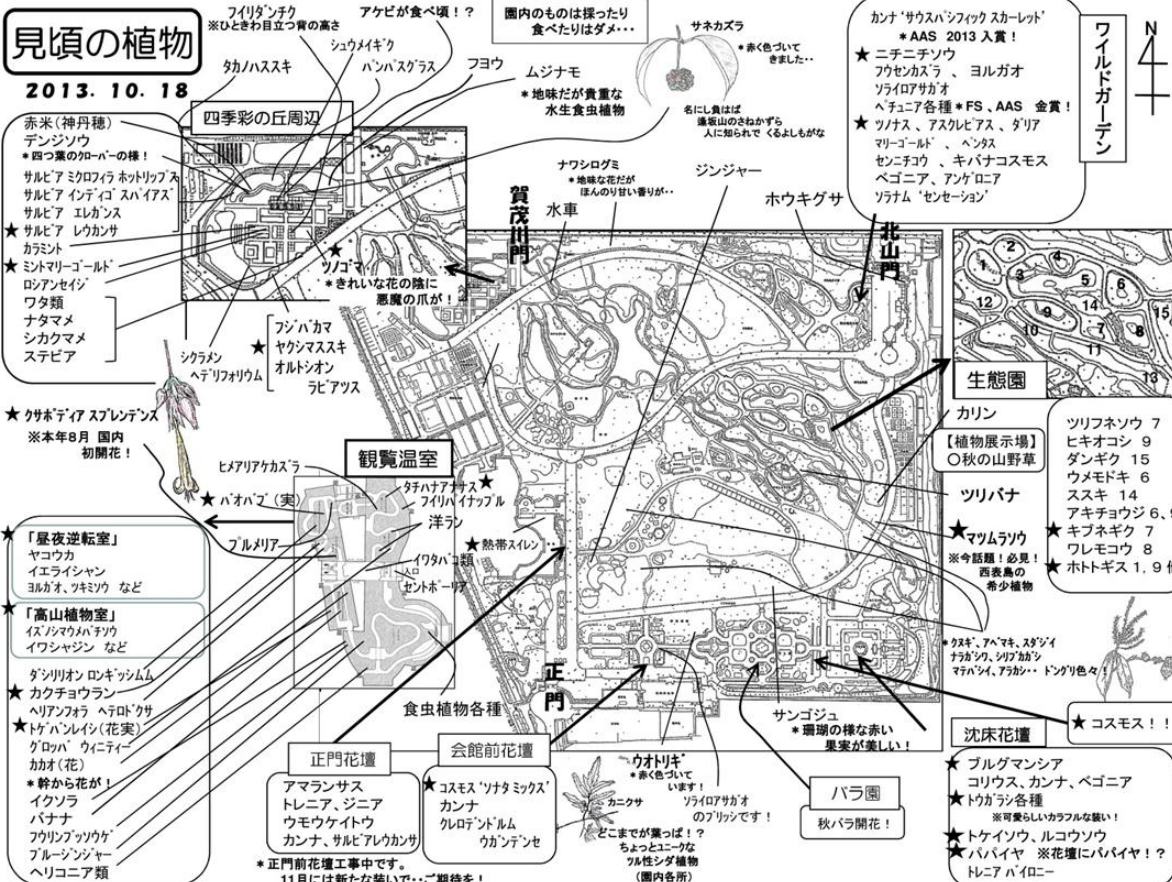 見頃の植物
2013. 10. 18
フイリダンチク
※ひときわ目立つ背の高さ
アケビが食べ頃!?
シュウメイギク
パンパスグラス
タカノハススキ
フヨウ
ムジナモ
*地味だが貴重な
水生食虫植物
園内のものは採ったり
食べたりはダメ・・・
サネカズラ
*赤く色づいて
きました・・
名にし負はば
逢坂山のさねかずら
人に知られで くるよしもがな
カンナ ‘サウスパシフィック スカーレット’
*AAS 2013 入賞!
★ニチニチソウ
フウセンカズラ 、 ヨルガオ
ソライロアサガオ
ペチュニア各種*FS、AAS 金賞!
★ツノナス、アスクレピアス、ダリア
マリーゴールド 、 ペンタス
センニチコウ 、キバナコスモス
ベゴニア、アンゲロニア
ソラナム ‘センセーション’
ワイルドガーデン
N
四季彩の丘周辺
赤米(神丹穂)
デンジソウ
*四つ葉のクローバーの様!
サルビア ミクロフィラ ホットリップス
サルビア インディゴ スパイアス
サルビア エレガンス
★サルビア レウカンサ
カラミント
★ミントマリーゴールド
ロシアンセイジ
ワタ類
ナタマメ
シカクマメ
ステビア
★
ツノゴマ
*きれいな花の陰に
悪魔の爪が!
賀茂川門
水車
ナワシログミ
*地味な花だが
ほんのり甘い香りが・・
ジンジャー
ホウキグサ
北山門
シクラメン
ヘデリフォリウム
フジバカマ
★ヤクシマススキ
オルトシオン
ラビアツス
1
2
3
4
5
6
7
8
9
10
11
12
13
14
15
生態園
カリン
【植物展示場】
○秋の山野草
ツリバナ
★マツムラソウ
※今話題!必見!
西表島の
希少植物
ツリフネソウ 7
ヒキオコシ 9
ダンギク 15
ウメモドキ 6
ススキ 14
アキチョウジ 6、9
★キブネギク 7
ワレモコウ 8
★ホトトギス 1,9他
★クサボディア スプレンデンス
※本年8月 国内
初開花!
観覧温室
ヒメアリアケカズラ
★バオバブ(実)
タチハナアナナス★
フイリパイナップル
洋ラン
プルメリア
イワタバコ類
入口
セントポーリア
★熱帯スイレン
★「昼夜逆転室」
ヤコウカ
イエライシャン
ヨルガオ、ツキミソウ など
★「高山植物室」
イズノシマウメバチソウ
イワシャジン など
ダシリリオン ロンギッシムム
★カクチョウラン
ヘリアンフォラ ヘテロドクサ
★トゲバンレイシ(花実)
グロッバ ウィニティー
カカオ(花)
*幹から花が!
イクソラ
バナナ
フウリンブッソウゲ
ブルージンジャー
ヘリコニア類
食虫植物各種
正門
正門花壇
アマランサス
トレニア、ジニア
ウモウケイトウ
カンナ、サルビアレウカンサ
*正門前花壇工事中です。
11月には新たな装いで・・ご期待を!
会館前花壇
★コスモス‘ソナタ ミックス’
カンナ
クレロデンドルム
ウガンデンセ
ウオトリギ
*赤く色づいて
います!
カニクサ
どこまでが葉っぱ!?
ちょっとユニークな
ツル性シダ植物
(園内各所)
ソライロアサガオ
のブリッシです!
サンゴジュ
*珊瑚の様な赤い
果実が美しい!
バラ園
秋バラ開花!
*クヌギ、アベマキ、スダジイ
ナラガシワ、シリブカガシ
マテバシイ、アラカシ・・ ドングリ色々!
★コスモス!!
沈床花壇
★ブルグマンシア
コリウス、カンナ、ベゴニア
★トウガラシ各種
※可愛らしいカラフルな装い!
★トケイソウ、ルコウソウ
★パパイヤ ※花壇にパパイヤ!?
トレニア バイロニー